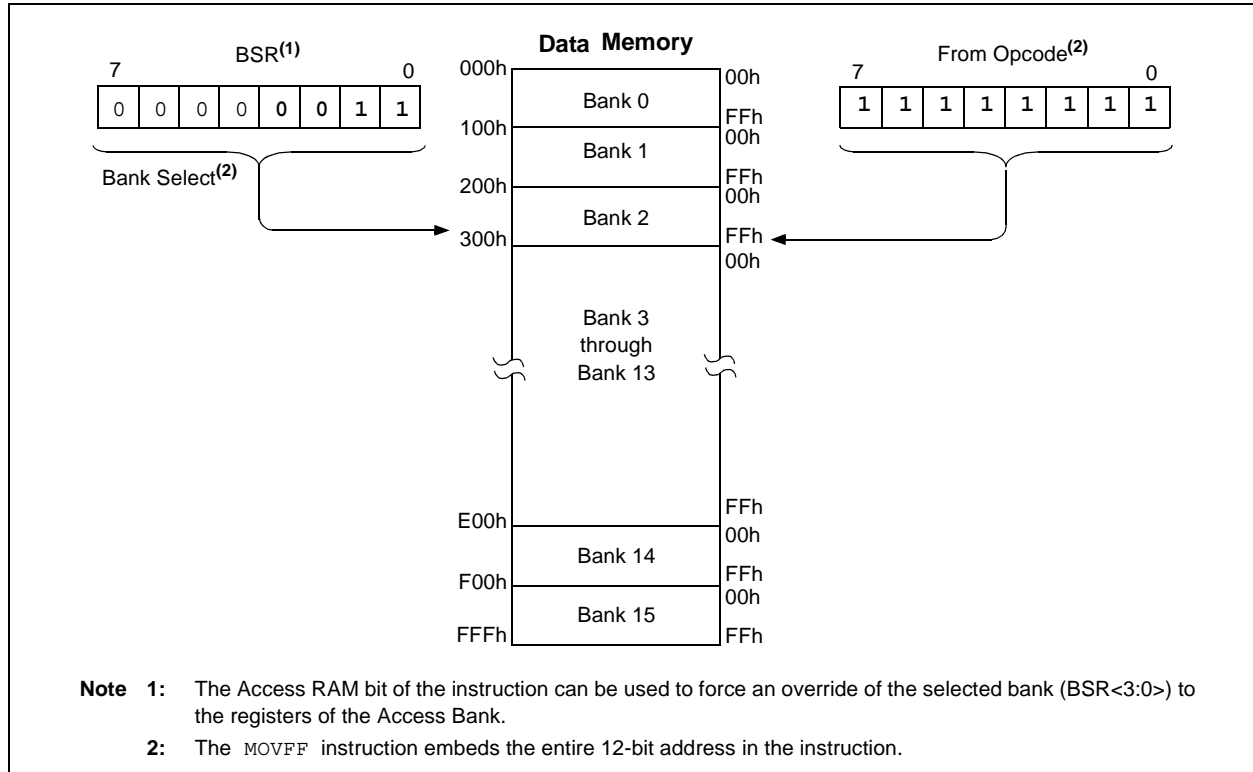 Data Memory
BSR(1)
7 0
0 0 0 0 0 0 1 1
Bank Select(2)
From Opcode(2)
7 0
1 1 1 1 1 1 1 1
000h
00h
Bank 0
FFh
100h
00h
Bank 1
FFh
200h
00h
Bank 2
FFh
300h
00h
Bank 3
through
Bank 13
FFh
E00h
00h
Bank 14
FFh
F00h
00h
Bank 15
FFFh
FFh
Note 1: The Access RAM bit of the instruction can be used to force an override of the selected bank (BSR<3:0>) to
the registers of the Access Bank.
2: The MOVFF instruction embeds the entire 12-bit address in the instruction.